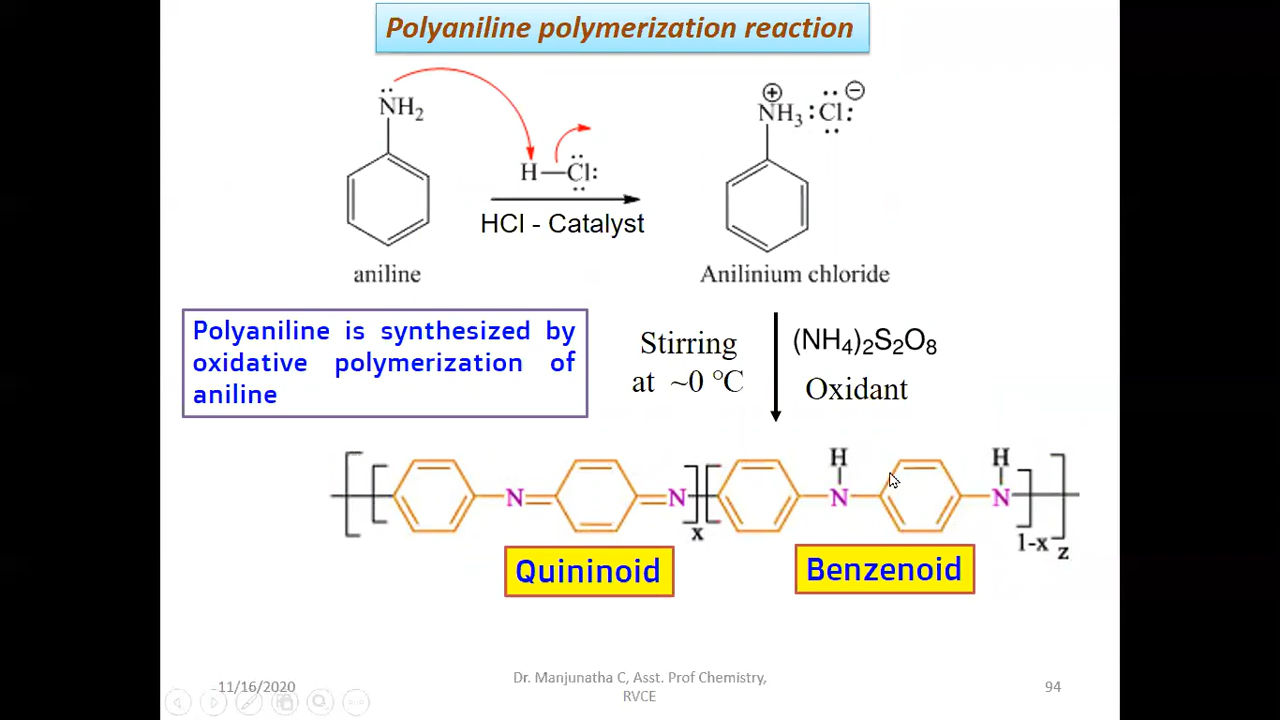 Polyaniline polymerization reaction
NH2
H—Cl:
HCl - Catalyst
aniline
⊕ ⊖
NH3 :Cl:
Anilinium chloride
Polyaniline is synthesized by
oxidative polymerization of
aniline
Stirring
at ~0 °C
(NH4)2S2O8
Oxidant
H H
N N N N
x
1-x
z
Quininoid
Benzenoid
11/16/2020
Dr. Manjunatha C, Asst. Prof Chemistry,
RVCE
94